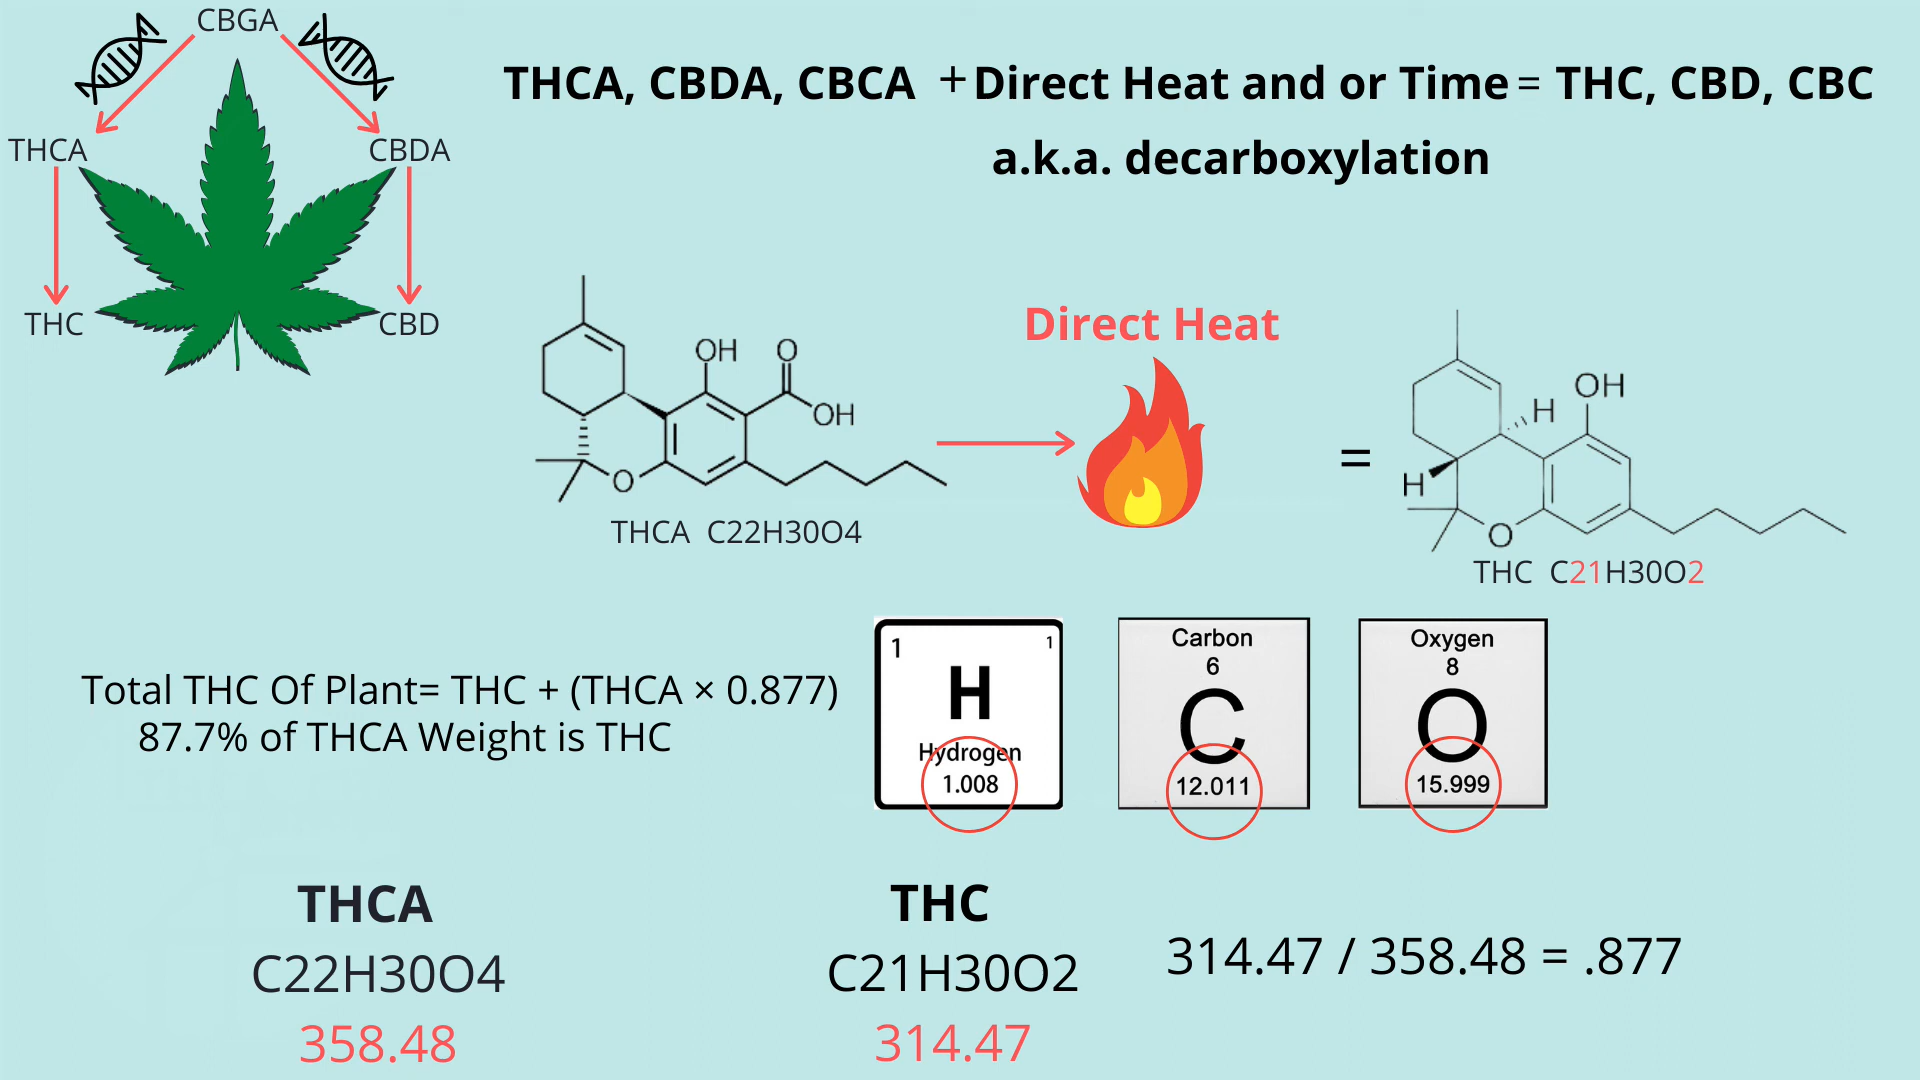 CBGA
THCA
CBDA
THC
CBD
THCA, CBDA, CBCA + Direct Heat and or Time = THC, CBD, CBC
a.k.a. decarboxylation
OH
O
OH
O
THCA C22H30O4
Direct Heat
=
OH
H
H
O
THC C21H30O2
Total THC Of Plant= THC + (THCA × 0.877)
87.7% of THCA Weight is THC
1
1
H
Hydrogen
1.008
Carbon
6
C
12.011
Oxygen
8
O
15.999
THCA
C22H30O4
358.48
THC
C21H30O2
314.47
314.47 / 358.48 = .877